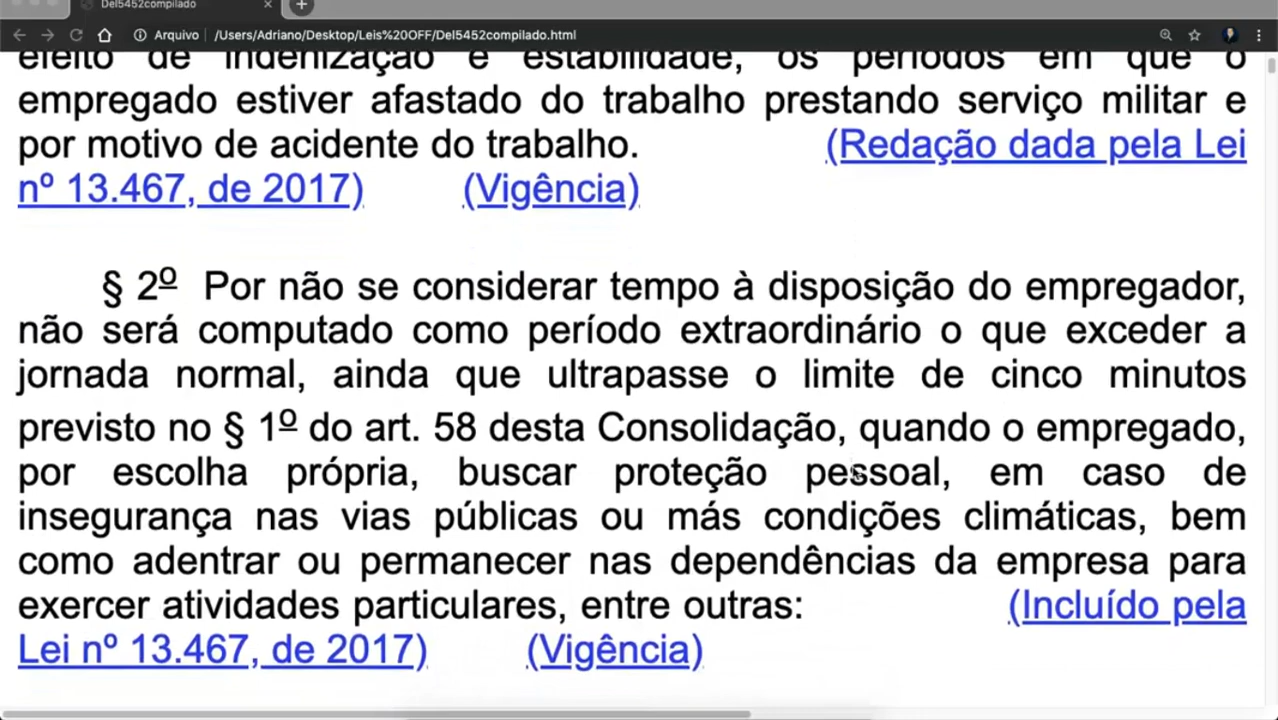 Del5452compilado
Arquivo /Users/Adriano/Desktop/Leis%20OFF/Del5452compilado.html
efeito de indenização e estabilidade, os períodos em que o
empregado estiver afastado do trabalho prestando serviço militar e
por motivo de acidente do trabalho. (Redação dada pela Lei
nº 13.467, de 2017) (Vigência)
§ 2º Por não se considerar tempo à disposição do empregador,
não será computado como período extraordinário o que exceder a
jornada normal, ainda que ultrapasse o limite de cinco minutos
previsto no § 1º do art. 58 desta Consolidação, quando o empregado,
por escolha própria, buscar proteção pessoal, em caso de
insegurança nas vias públicas ou más condições climáticas, bem
como adentrar ou permanecer nas dependências da empresa para
exercer atividades particulares, entre outras: (Incluído pela
Lei nº 13.467, de 2017) (Vigência)